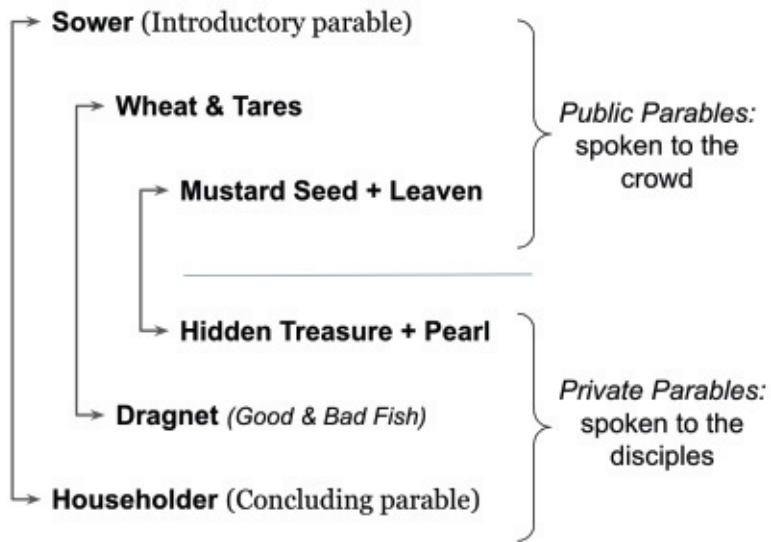 Sower (Introductory parable)
Wheat & Tares
Mustard Seed + Leaven
Public Parables:
spoken to the
crowd
Hidden Treasure + Pearl
Dragnet (Good & Bad Fish)
Householder (Concluding parable)
Private Parables:
spoken to the
disciples